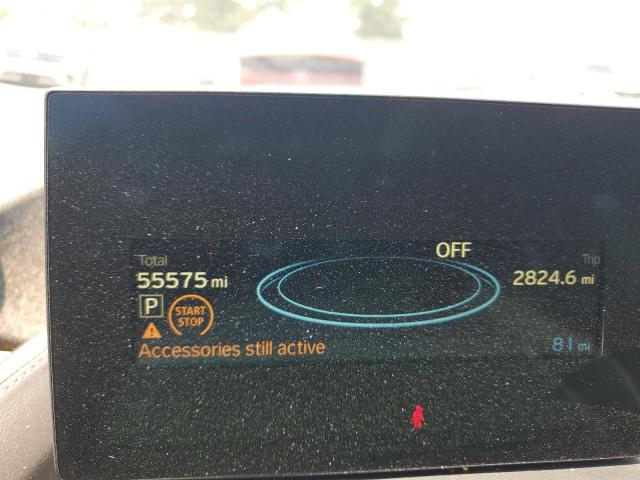 OFF
Total
Trip
55575 mi
2824.6 mi
P
START
STOP
Accessories still active
81 mi